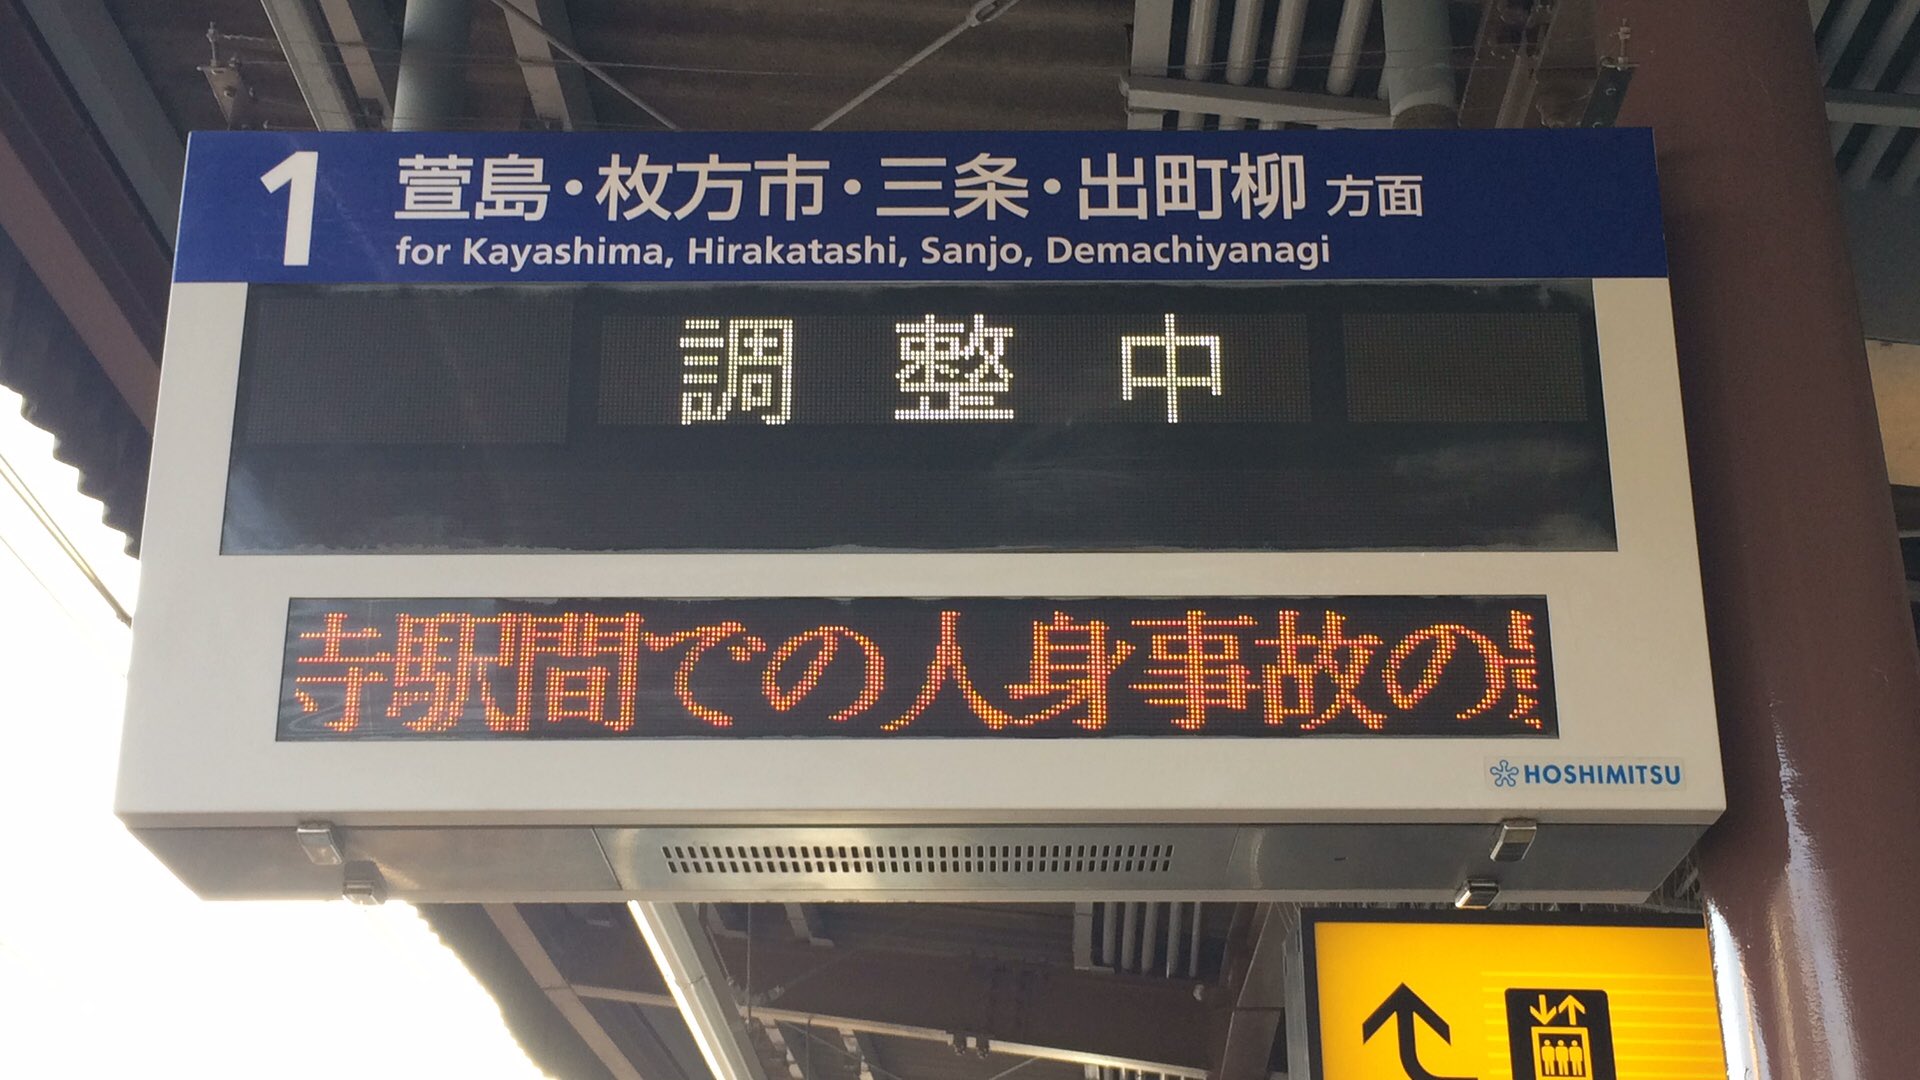 1 萱島・枚方市・三条・出町柳 方面
for Kayashima, Hirakatashi, Sanjo, Demachiyanagi
調整中
寺駅間での人身事故の
HOSHIMITSU